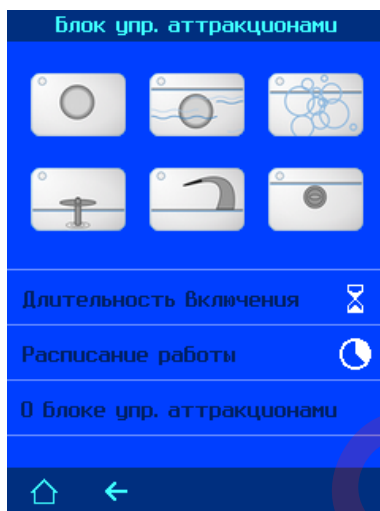 Блок упр. аттракционами
Длительность Включения
Расписание работы
О Блоке упр. аттракционами